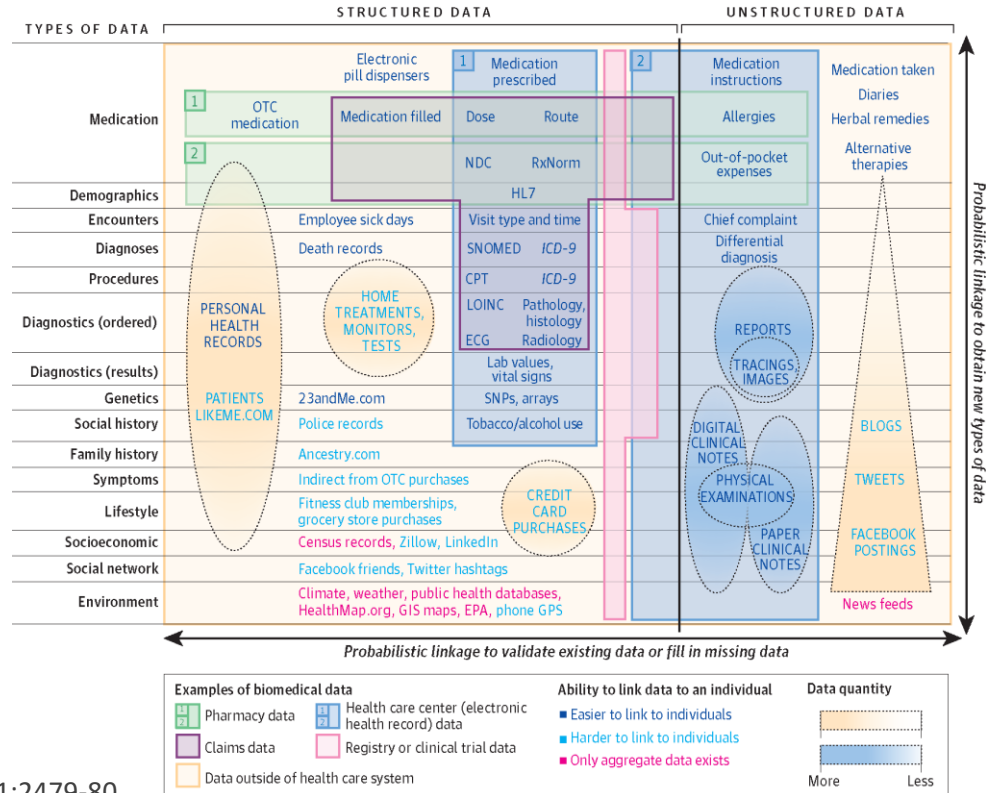 STRUCTURED DATA
UNSTRUCTURED DATA
TYPES OF DATA
Medication
Electronic
pill dispensers
1
Medication
prescribed
2
Medication
instructions
Medication taken
Diaries
1
OTC
medication
Medication filled
Dose
Route
Allergies
Herbal remedies
2
NDC
RxNorm
Out-of-pocket
expenses
Alternative
therapies
Demographics
HL7
Encounters
Employee sick days
Visit type and time
Chief complaint
Diagnoses
Death records
SNOMED
ICD-9
Differential
diagnosis
Procedures
CPT
ICD-9
Diagnostics (ordered)
PERSONAL
HEALTH
RECORDS
HOME
TREATMENTS,
MONITORS,
TESTS
LOINC
Pathology,
histology
ECG
Radiology
REPORTS
Diagnostics (results)
Lab values,
vital signs
TRACINGS,
IMAGES
Genetics
PATIENTS
LIKEME.COM
23andMe.com
SNPs, arrays
Social history
Police records
Tobacco/alcohol use
DIGITAL
CLINICAL
NOTES
BLOGS
Family history
Ancestry.com
Symptoms
Indirect from OTC purchases
PHYSICAL
EXAMINATIONS
TWEETS
Lifestyle
Fitness club memberships,
grocery store purchases
CREDIT
CARD
PURCHASES
Socioeconomic
Census records, Zillow, LinkedIn
PAPER
CLINICAL
NOTES
FACEBOOK
POSTINGS
Social network
Facebook friends, Twitter hashtags
Environment
Climate, weather, public health databases,
HealthMap.org, GIS maps, EPA, phone GPS
News feeds
Probabilistic linkage to obtain new types of data
Probabilistic linkage to validate existing data or fill in missing data
Examples of biomedical data
1
2
Pharmacy data
1
2
Health care center (electronic
health record) data
Claims data
Registry or clinical trial data
Data outside of health care system
Ability to link data to an individual
Easier to link to individuals
Harder to link to individuals
Only aggregate data exists
Data quantity
More
Less
1:2479-80